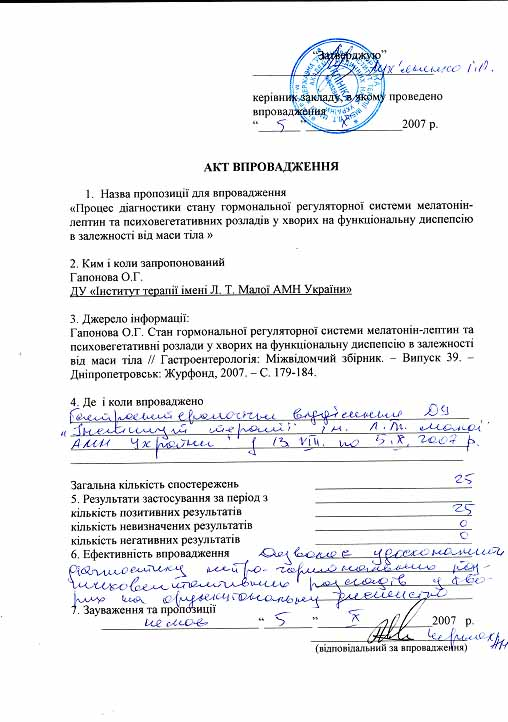 "Затверджую"
керівник закладу, в якому проведено
впровадження
" 5 " X 2007 р.
АКТ ВПРОВАДЖЕННЯ
1. Назва пропозиції для впровадження
«Процес діагностики стану гормональної регуляторної системи мелатонін-
лептин та психовегетативних розладів у хворих на функціональну диспепсію
в залежності від маси тіла »
2. Ким і коли запропонований
Гапонова О.Г.
ДУ «Інститут терапії імені Л. Т. Малої АМН України»
3. Джерело інформації:
Гапонова О.Г. Стан гормональної регуляторної системи мелатонін-лептин та
психовегетативні розлади у хворих на функціональну диспепсію в залежності
від маси тіла // Гастроентерологія: Міжвідомчий збірник. – Випуск 39. –
Дніпропетровськ: Журфонд, 2007. – С. 179-184.
4. Де і коли впроваджено
Гастроентерологічне відділення ДУ
"Інститут терапії ім. Л.Т. Малої
АМН України" з 13.VIII. по 5.X.2007 р.
Загальна кількість спостережень 25
5. Результати застосування за період з
кількість позитивних результатів 25
кількість невизначених результатів 0
кількість негативних результатів 0
6. Ефективність впровадження Дозволяє удосконалити
діагностику нейро-гормональних
психовегетативних розладів у хво-
рих на функціональну диспепсію
7. Зауваження та пропозиції
немає " 5 " X 2007 р.
(відповідальний за впровадження)